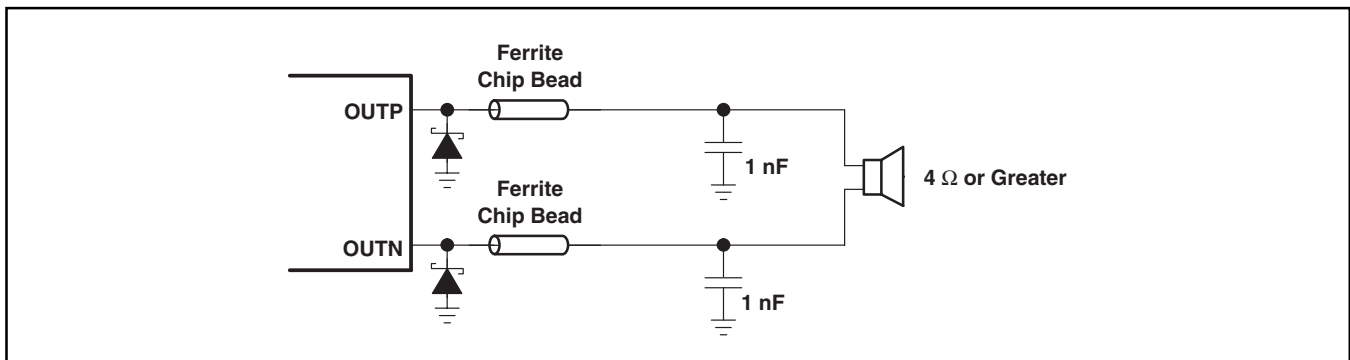 Ferrite
Chip Bead
OUTP
1 nF
Ferrite
Chip Bead
4 Ω or Greater
OUTN
1 nF